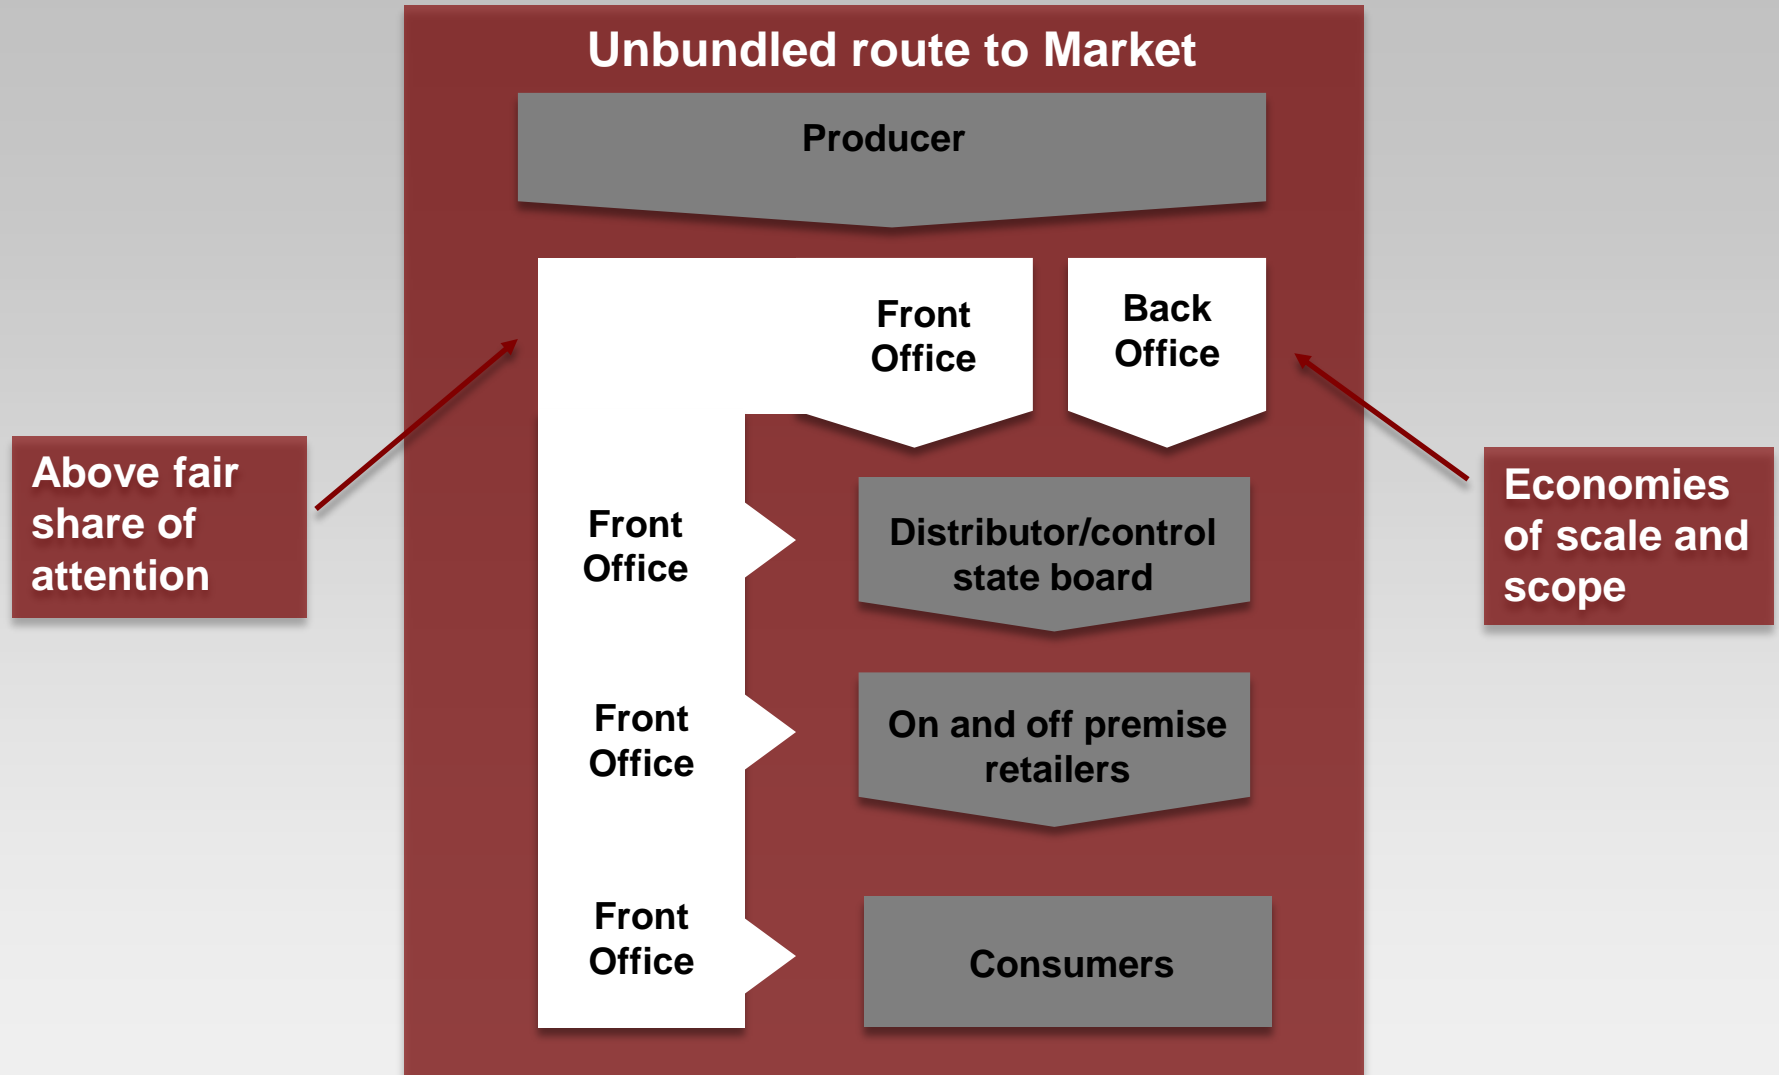 Unbundled route to Market
Producer
Front
Office
Back
Office
Above fair
share of
attention
Economies
of scale and
scope
Front
Office
Distributor/control
state board
Front
Office
On and off premise
retailers
Front
Office
Consumers